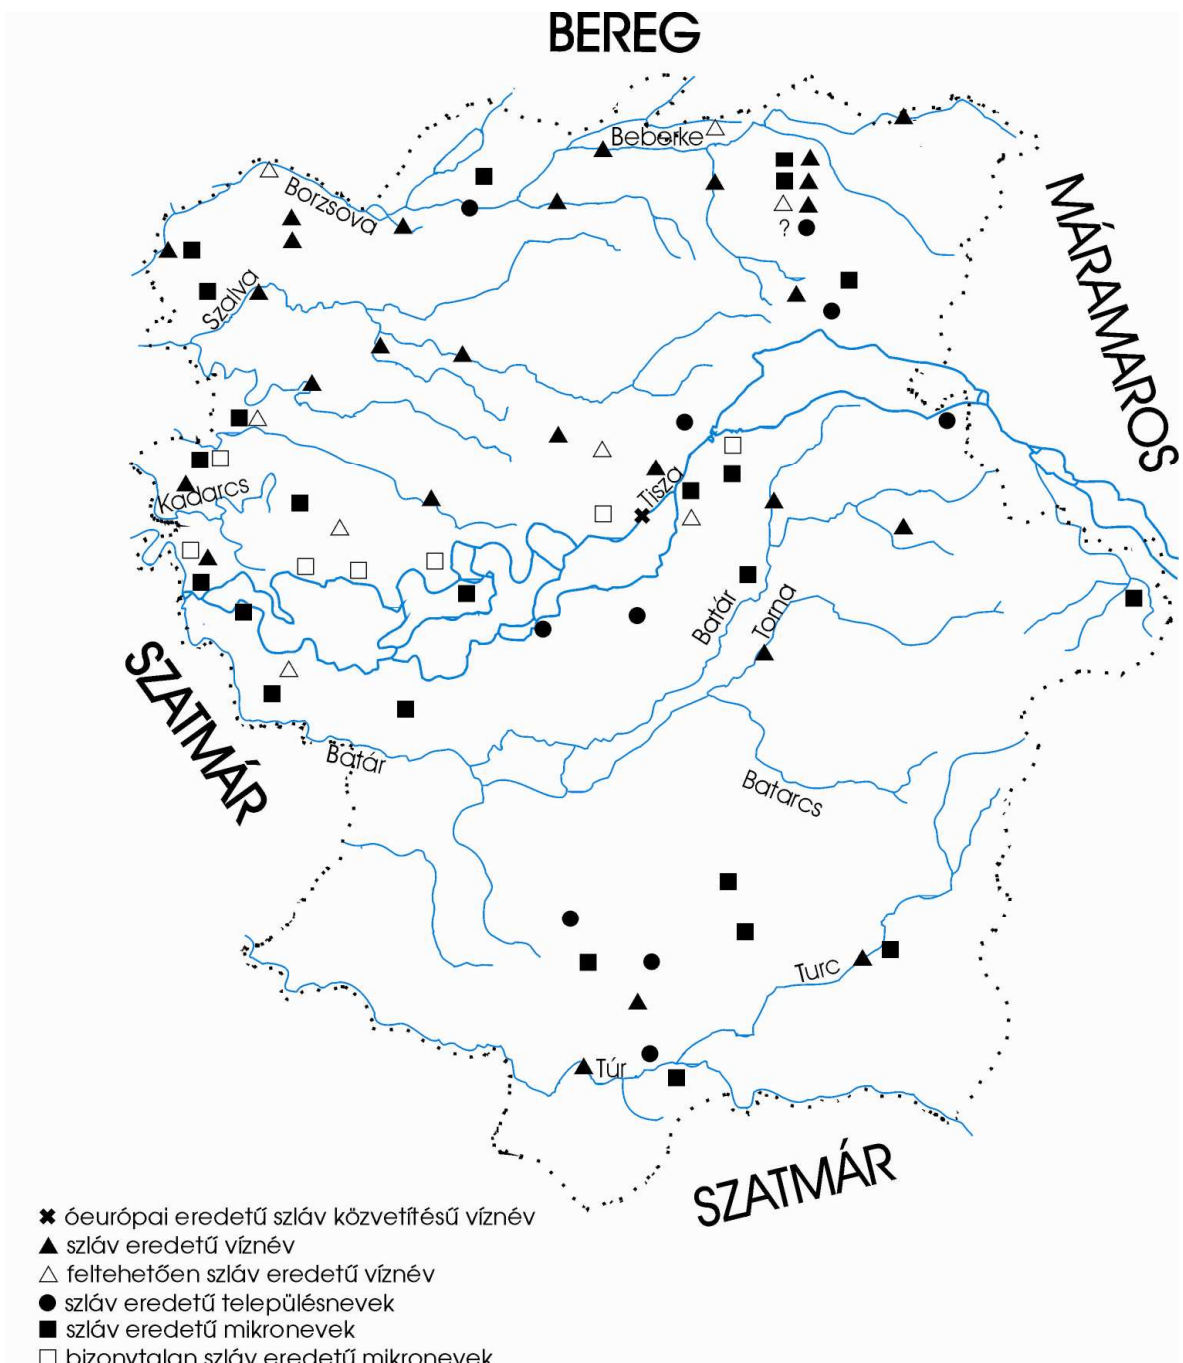 BEREG
Beberke
Borzsova
MÁRAMAROS
Szalva
?
Kadarcs
Tisza
Batár
Torna
SZATMÁR
Batár
Batarcs
Turc
Túr
SZATMÁR
óeurópai eredetű szláv közvetítésű víznév
szláv eredetű víznév
feltehetően szláv eredetű víznév
szláv eredetű településnevek
szláv eredetű mikronevek
bizonytalan szláv eredetű mikronevek